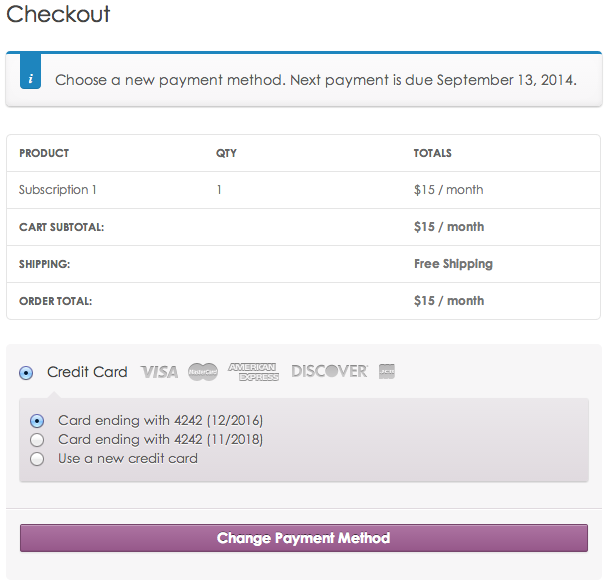 Checkout
i Choose a new payment method. Next payment is due September 13, 2014.
PRODUCT QTY TOTALS
Subscription 1 1 $15 / month
CART SUBTOTAL: $15 / month
SHIPPING: Free Shipping
ORDER TOTAL: $15 / month
Credit Card VISA MasterCard AMERICAN EXPRESS DISCOVER JCB
Card ending with 4242 (12/2016)
Card ending with 4242 (11/2018)
Use a new credit card
Change Payment Method